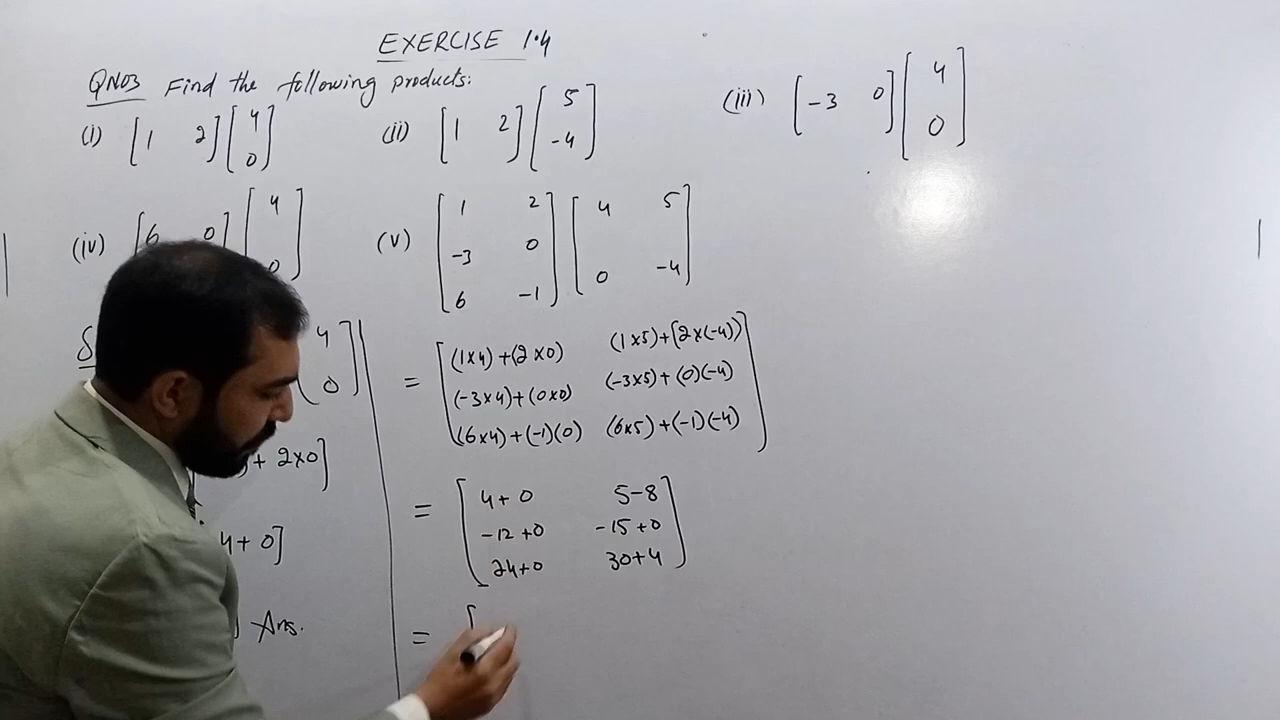 EXERCISE 1.4
QNO3 Find the following products:
(i) [1 2] [4 0]
(ii) [1 2] [5 -4]
(iii) [-3 0] [4 0]
(iv) [6 0] [4 0]
(v) [1 2 -3 0 6 -1] [4 5 0 -4]
4
0]
+ 2×0]
4+0]
] Ans.
= [(1×4)+(2×0) (1×5)+(2×(-4))
(-3×4)+(0×0) (-3×5)+(0)(-4)
(6×4)+(-1)(0) (6×5)+(-1)(-4)]
= [4+0 5-8
-12+0 -15+0
24+0 30+4]
= [